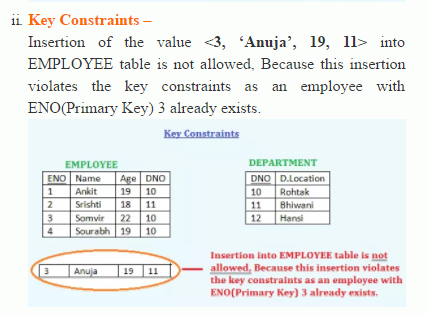 ii. Key Constraints –
Insertion of the value <3, ‘Anuja’, 19, 11> into
EMPLOYEE table is not allowed, Because this insertion
violates the key constraints as an employee with
ENO(Primary Key) 3 already exists.
Key Constraints
EMPLOYEE
ENO Name Age DNO
1 Ankit 19 10
2 Srishti 18 11
3 Somvir 22 10
4 Sourabh 19 10
DEPARTMENT
DNO D.Location
10 Rohtak
11 Bhiwani
12 Hansi
3 Anuja 19 11
Insertion into EMPLOYEE table is not
allowed, Because this insertion violates
the key constraints as an employee with
ENO(Primary Key) 3 already exists.